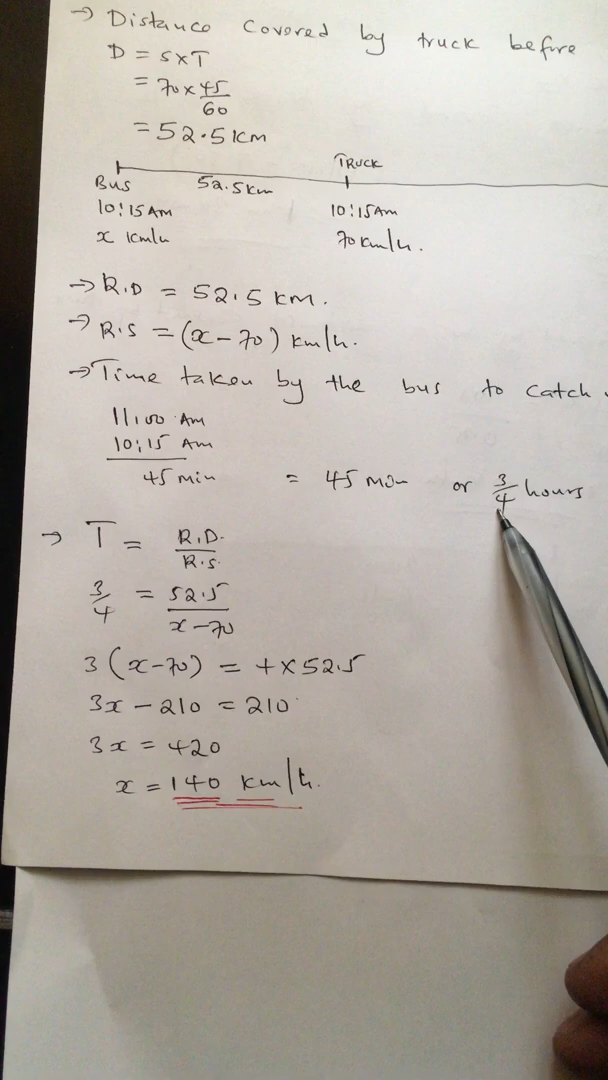 → Distance covered by truck before
D = S×T
= 70 × 45/60
= 52.5 km
TRUCK
Bus 52.5km
10:15 AM 10:15 AM
x km/h 70 km/h.
→ R.D = 52.5 km.
→ R.S = (x - 70) km/h.
→ Time taken by the bus to catch
11:00 AM
10:15 AM
45 min = 45 min or 3/4 hours
→ T = R.D./R.S.
3/4 = 52.5/x-70
3(x-70) = 4×52.5
3x - 210 = 210
3x = 420
x = 140 km/h.